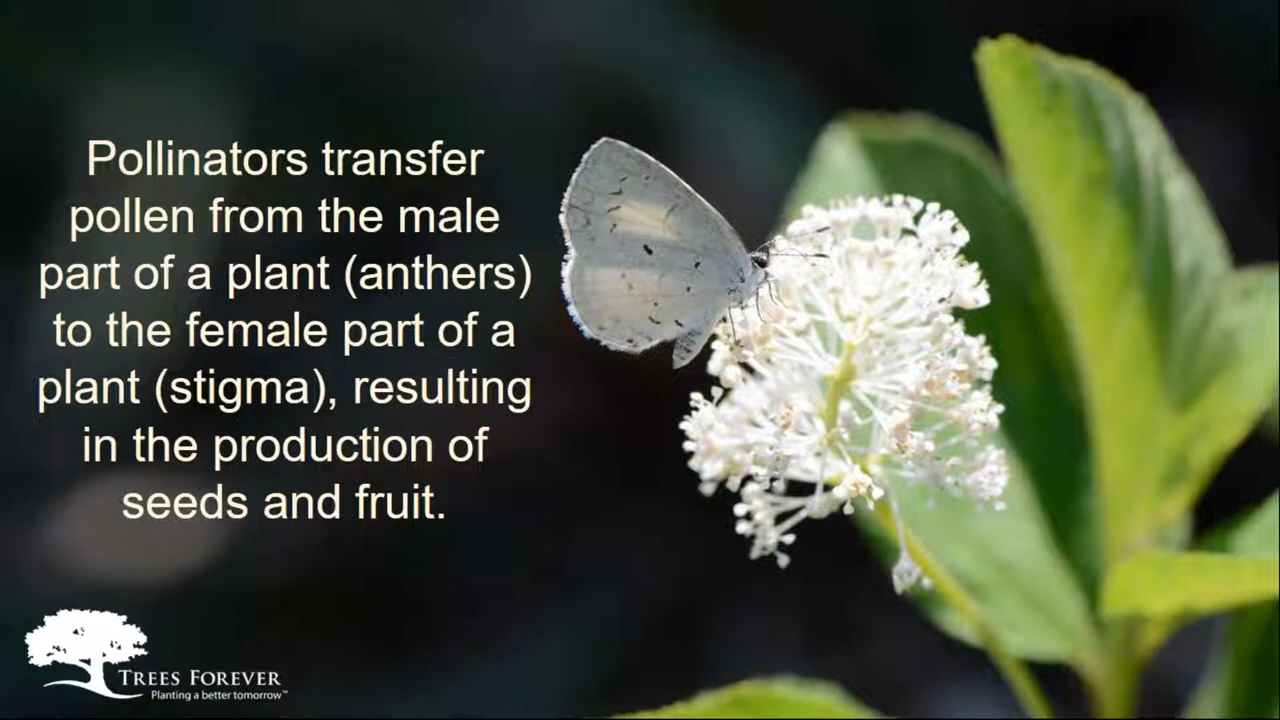 Pollinators transfer
pollen from the male
part of a plant (anthers)
to the female part of a
plant (stigma), resulting
in the production of
seeds and fruit.
TREES FOREVER
Planting a better tomorrow™